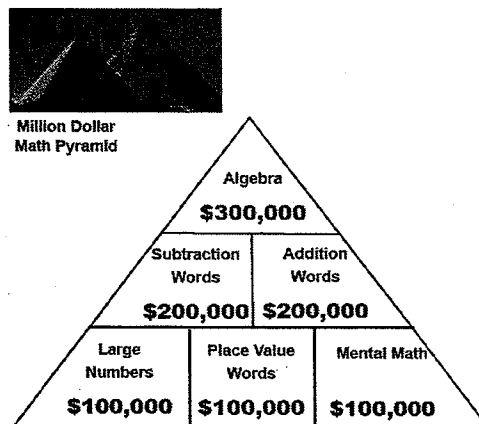 Million Dollar
Math Pyramid
Algebra
$300,000
Subtraction
Words
$200,000
Addition
Words
$200,000
Large
Numbers
$100,000
Place Value
Words
$100,000
Mental Math
$100,000